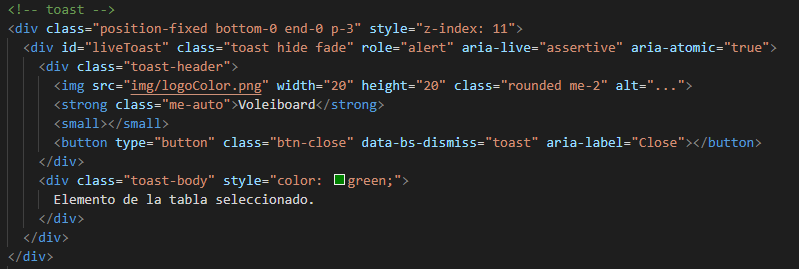 <!-- toast -->
<div class="position-fixed bottom-0 end-0 p-3" style="z-index: 11">
<div id="liveToast" class="toast hide fade" role="alert" aria-live="assertive" aria-atomic="true">
<div class="toast-header">
<img src="img/logoColor.png" width="20" height="20" class="rounded me-2" alt="...">
<strong class="me-auto">Voleiboard</strong>
<small></small>
<button type="button" class="btn-close" data-bs-dismiss="toast" aria-label="Close"></button>
</div>
<div class="toast-body" style="color: green;">
Elemento de la tabla seleccionado.
</div>
</div>
</div>